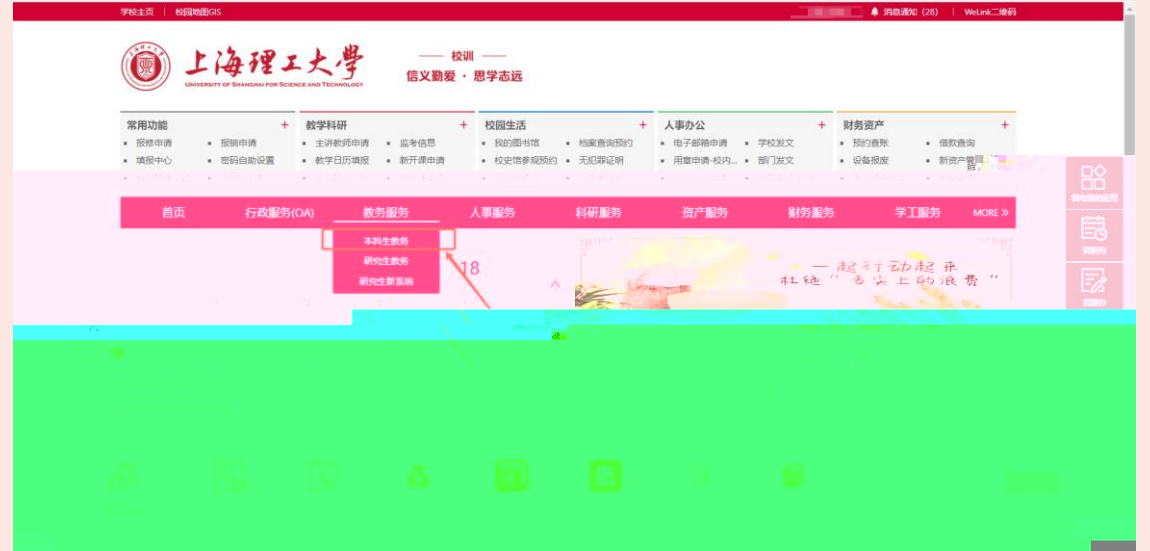 学校主页 | 校园地图GIS
消息通知 (28) | WeLink二维码
上海理工大學
UNIVERSITY OF SHANGHAI FOR SCIENCE AND TECHNOLOGY
校训
信义勤爱 · 思学志远
常用功能 + 教学科研 + 校园生活 + 人事办公 + 财务资产 +
报修申请 报销申请 主讲教师申请 监考信息 我的图书馆 档案查询预约 电子邮箱申请 学校发文 预约查账 借款查询
填报中心 密码自助设置 教学日历填报 新开课申请 校史馆参观预约 无犯罪证明 用章申请-校内... 部门发文 设备报废 新资产管
首页 行政服务(OA) 教务服务 人事服务 科研服务 资产服务 财务服务 学工服务 MORE
本科生教务
研究生教务
研究生新系统
18
一起行动起来
杜绝“舌尖上的浪费”